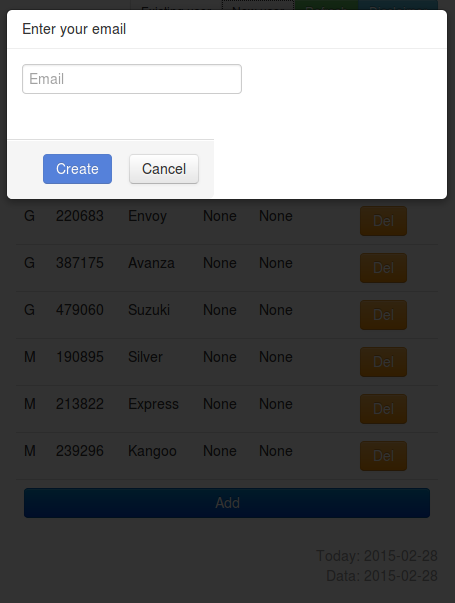 Enter your email
Email
Create Cancel
G 220683 Envoy None None Del
G 387175 Avanza None None Del
G 479060 Suzuki None None Del
M 190895 Silver None None Del
M 213822 Express None None Del
M 239296 Kangoo None None Del
Add
Today: 2015-02-28
Data: 2015-02-28